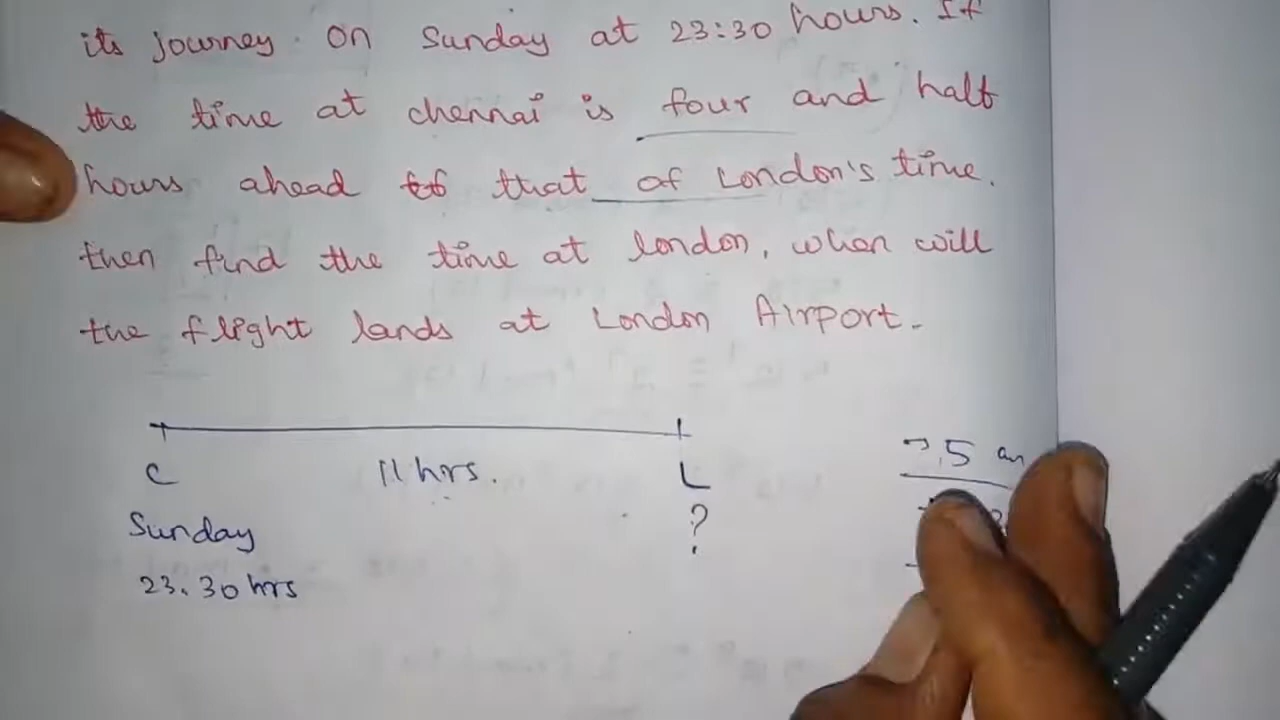 its journey. on Sunday at 23:30 hours. If
the time at chennai is four and half
hours ahead of that of London's time.
then find the time at london, when will
the flight lands at London Airport.
C 11 hrs. L
Sunday ?
23.30 hrs